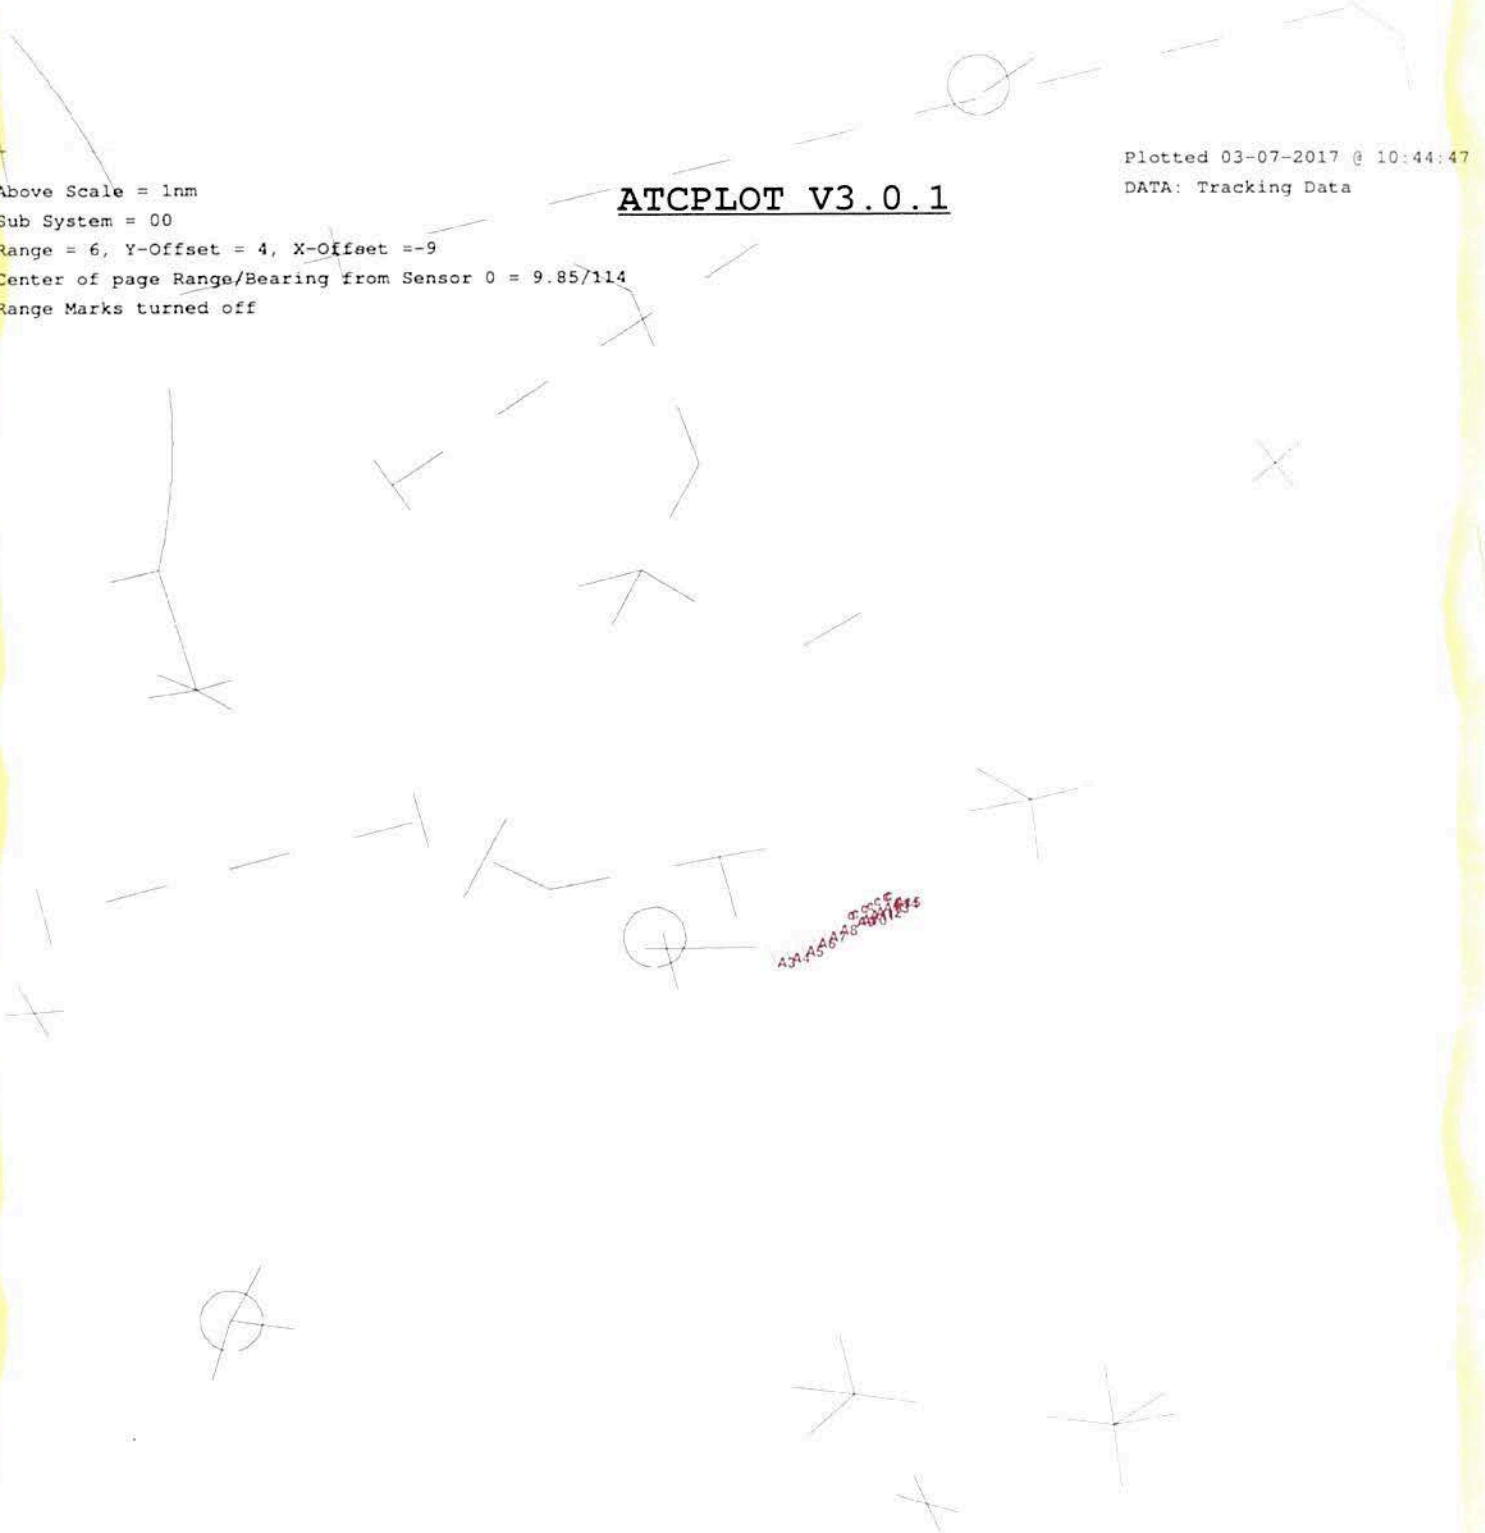 Plotted 03-07-2017 @ 10:44:47
Above Scale = 1nm
DATA: Tracking Data
ATCPLOT V3.0.1
Sub System = 00
Range = 6, Y-Offset = 4, X-Offset =-9
Center of page Range/Bearing from Sensor 0 = 9.85/114
Range Marks turned off